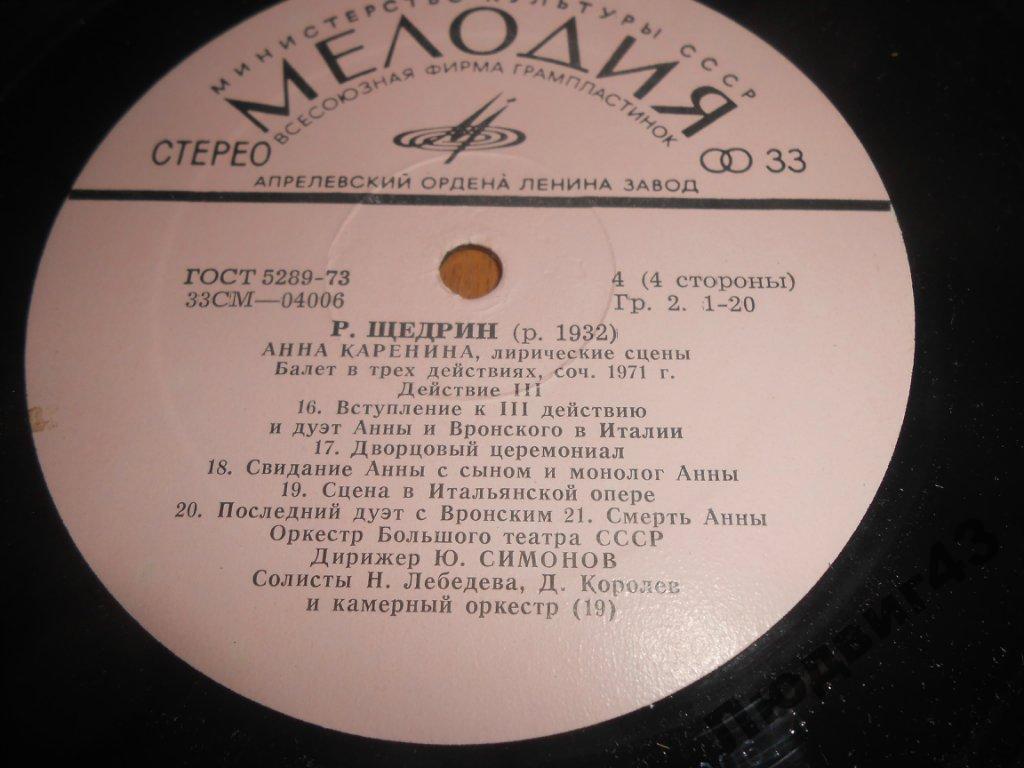 МИНИСТЕРСТВО КУЛЬТУРЫ СССР
МЕЛОДИЯ
ВСЕСОЮЗНАЯ ФИРМА ГРАМПЛАСТИНОК
СТЕРЕО
33
АПРЕЛЕВСКИЙ ОРДЕНА ЛЕНИНА ЗАВОД
ГОСТ 5289-73
4 (4 стороны)
33СМ—04006
Гр. 2. 1-20
Р. ЩЕДРИН (р. 1932)
АННА КАРЕНИНА, лирические сцены
Балет в трех действиях, соч. 1971 г.
Действие III
16. Вступление к III действию
и дуэт Анны и Вронского в Италии
17. Дворцовый церемониал
18. Свидание Анны с сыном и монолог Анны
19. Сцена в Итальянской опере
20. Последний дуэт с Вронским 21. Смерть Анны
Оркестр Большого театра СССР
Дирижер Ю. СИМОНОВ
Солисты Н. Лебедева, Д. Королев
и камерный оркестр (19)
Людвиг43